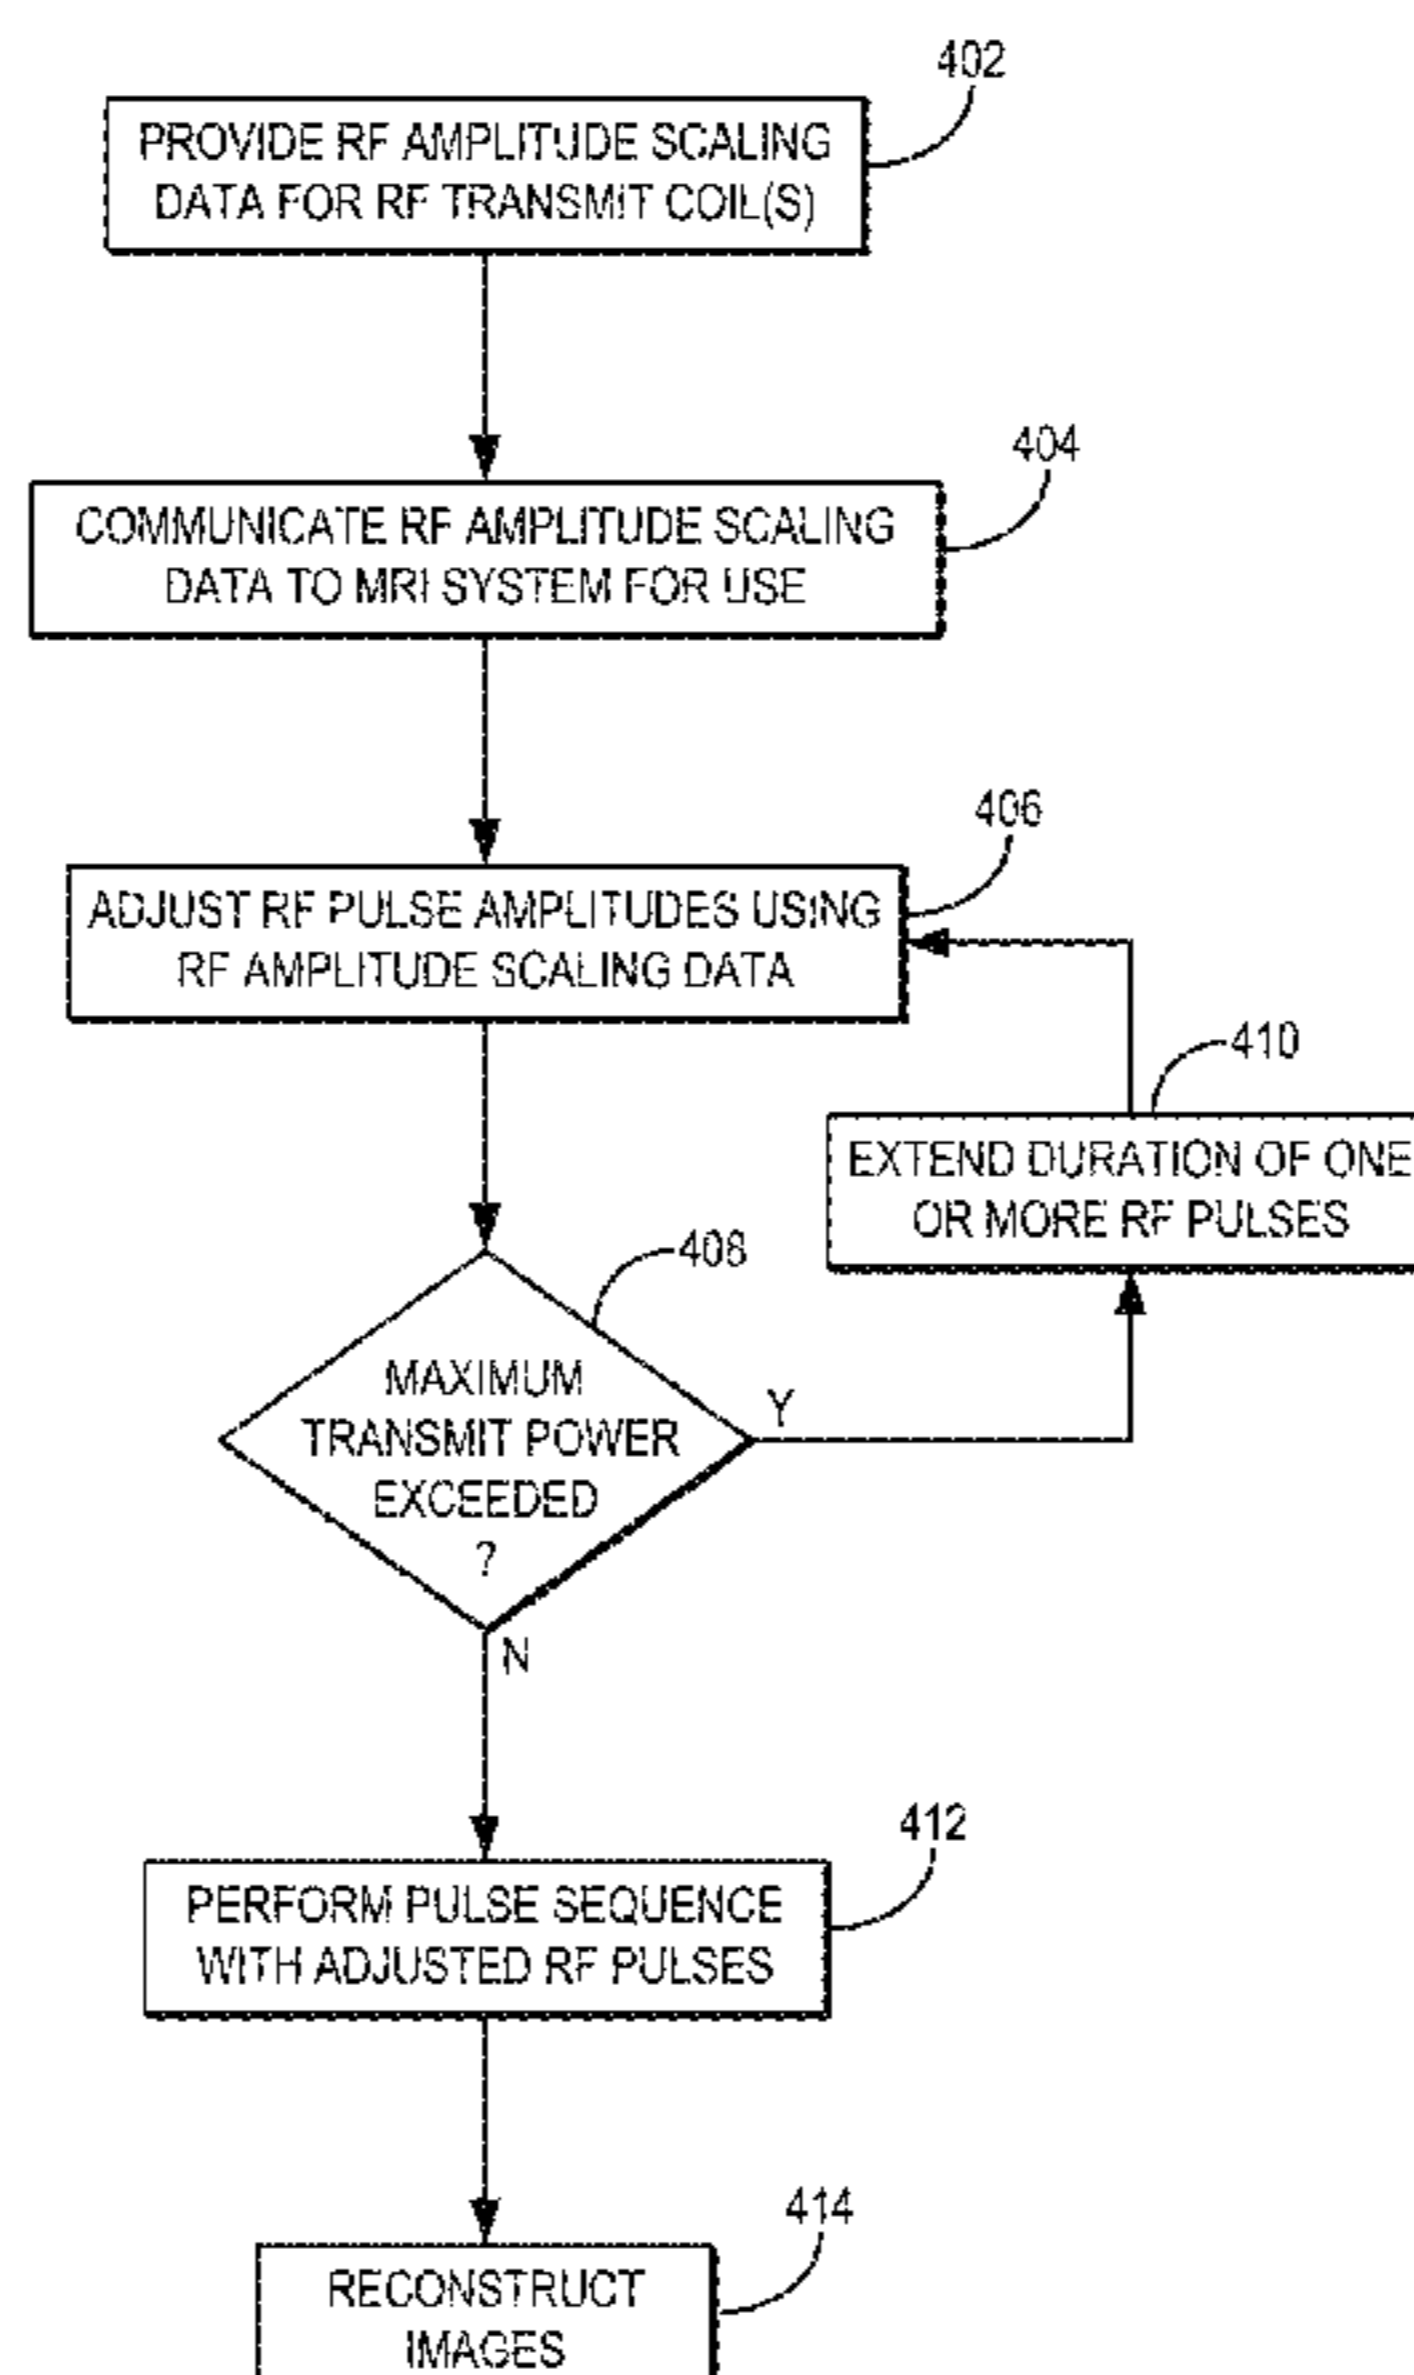 402
PROVIDE RF AMPLITUDE SCALING
DATA FOR RF TRANSMIT COIL(S)
404
COMMUNICATE RF AMPLITUDE SCALING
DATA TO MRI SYSTEM FOR USE
406
ADJUST RF PULSE AMPLITUDES USING
RF AMPLITUDE SCALING DATA
410
EXTEND DURATION OF ONE
OR MORE RF PULSES
408
MAXIMUM
TRANSMIT POWER
EXCEEDED
?
Y
N
412
PERFORM PULSE SEQUENCE
WITH ADJUSTED RF PULSES
414
RECONSTRUCT
IMAGES